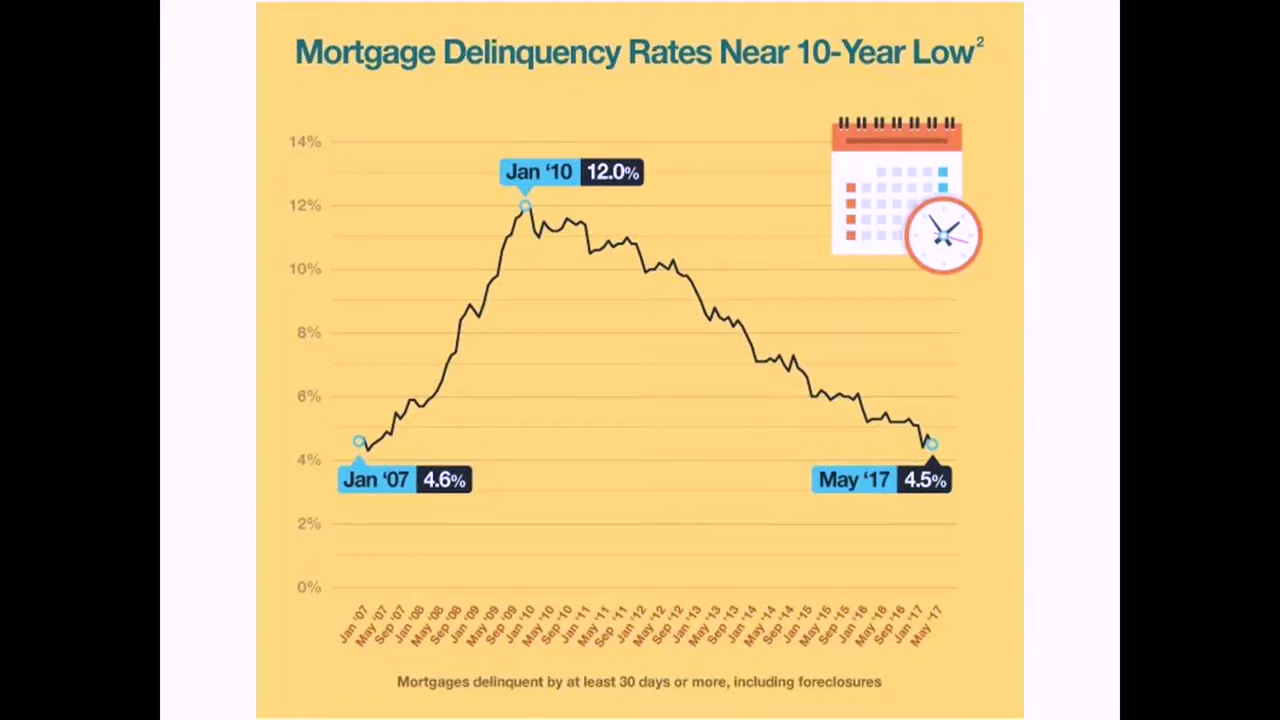 Mortgage Delinquency Rates Near 10-Year Low²
14%
Jan ‘10 12.0%
12%
10%
8%
6%
4%
Jan ‘07 4.6%
May ‘17 4.5%
2%
0%
Jan '07
May '07
Sep '07
Jan '08
May '08
Sep '08
Jan '09
May '09
Sep '09
Jan '10
May '10
Sep '10
Jan '11
May '11
Sep '11
Jan '12
May '12
Sep '12
Jan '13
May '13
Sep '13
Jan '14
May '14
Sep '14
Jan '15
May '15
Sep '15
Jan '16
May '16
Sep '16
Jan '17
May '17
Mortgages delinquent by at least 30 days or more, including foreclosures